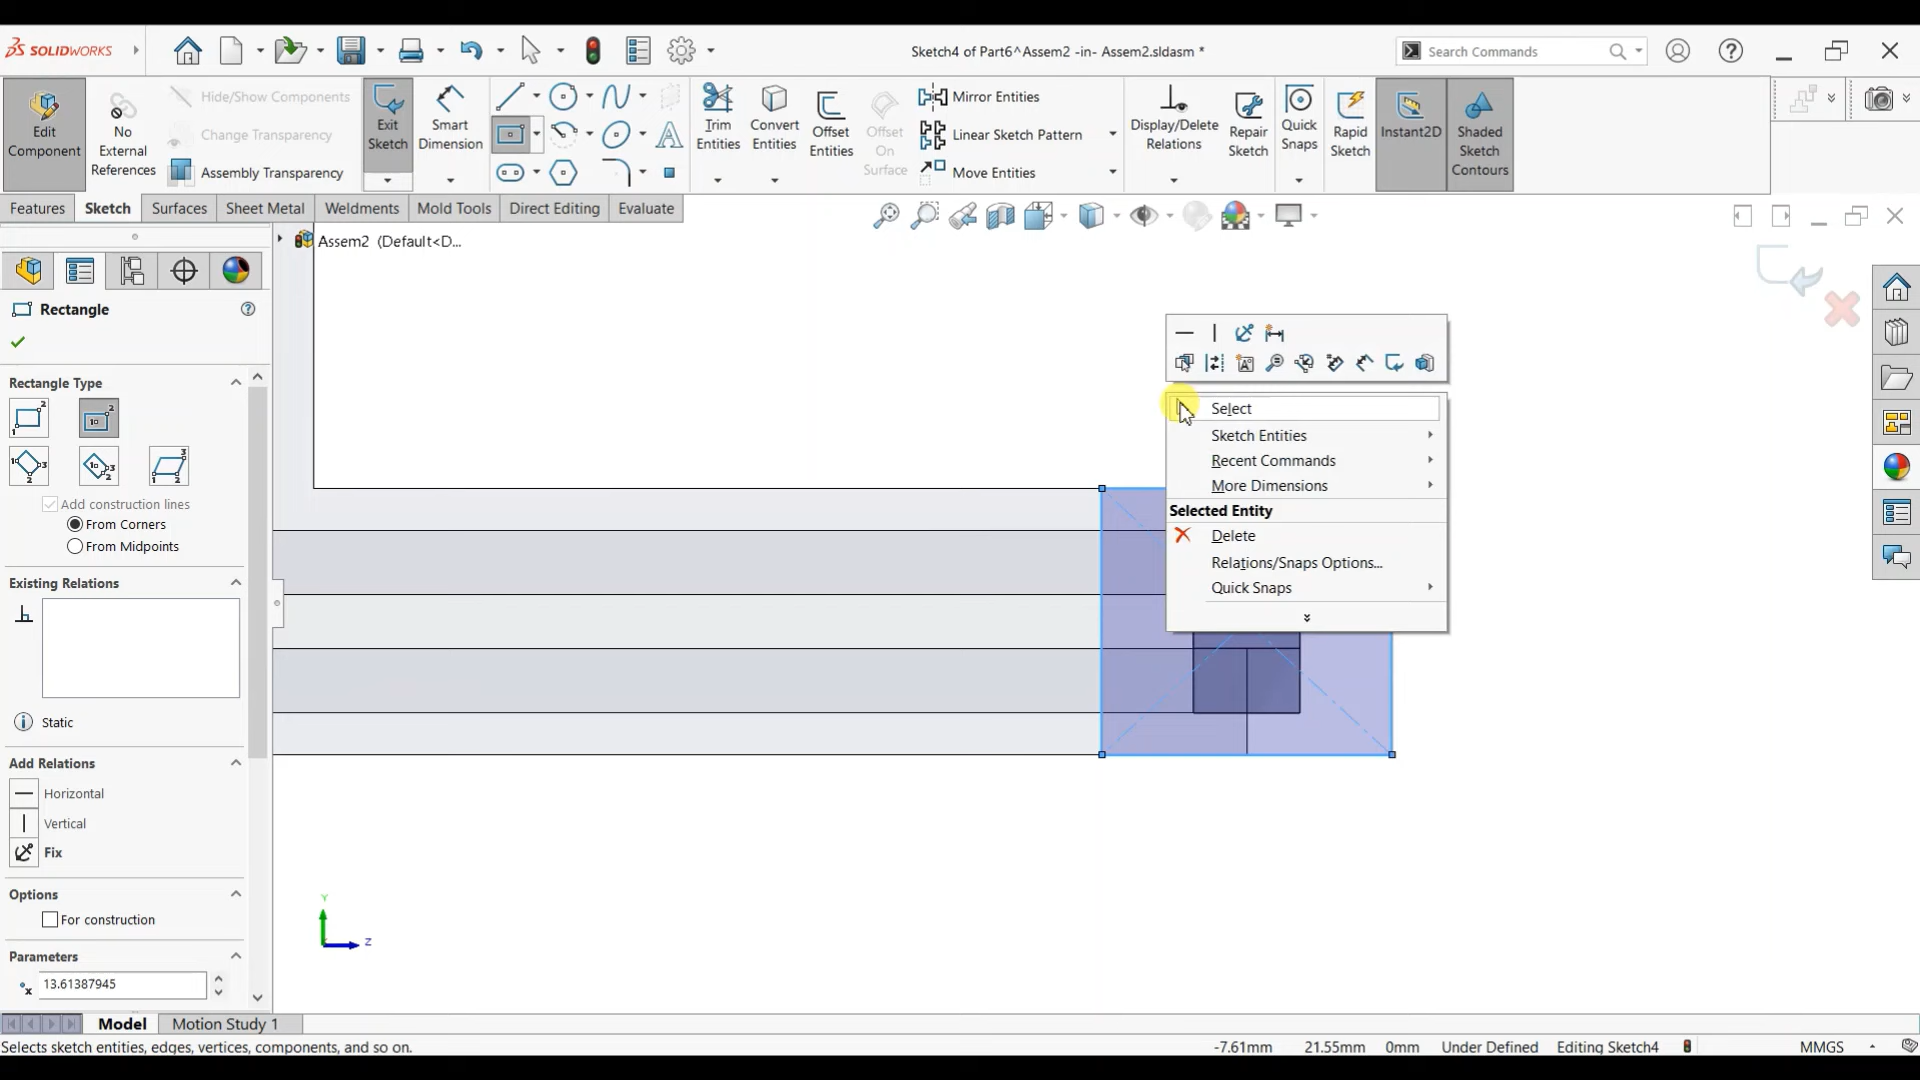 SOLIDWORKS
Sketch4 of Part6^Assem2 -in- Assem2.sldasm *
Search Commands
Edit Component
No External References
Hide/Show Components
Change Transparency
Assembly Transparency
Exit Sketch
Smart Dimension
Trim Entities
Convert Entities
Offset Entities
Offset On Surface
Mirror Entities
Linear Sketch Pattern
Move Entities
Display/Delete Relations
Repair Sketch
Quick Snaps
Rapid Sketch
Instant2D
Shaded Sketch Contours
Features
Sketch
Surfaces
Sheet Metal
Weldments
Mold Tools
Direct Editing
Evaluate
Assem2 (Default<D...
Rectangle
Rectangle Type
Add construction lines
From Corners
From Midpoints
Existing Relations
Static
Add Relations
Horizontal
Vertical
Fix
Options
For construction
Parameters
13.61387945
Select
Sketch Entities
Recent Commands
More Dimensions
Selected Entity
Delete
Relations/Snaps Options...
Quick Snaps
Y
Z
Model
Motion Study 1
Selects sketch entities, edges, vertices, components, and so on.
-7.61mm 21.55mm 0mm Under Defined Editing Sketch4 MMGS